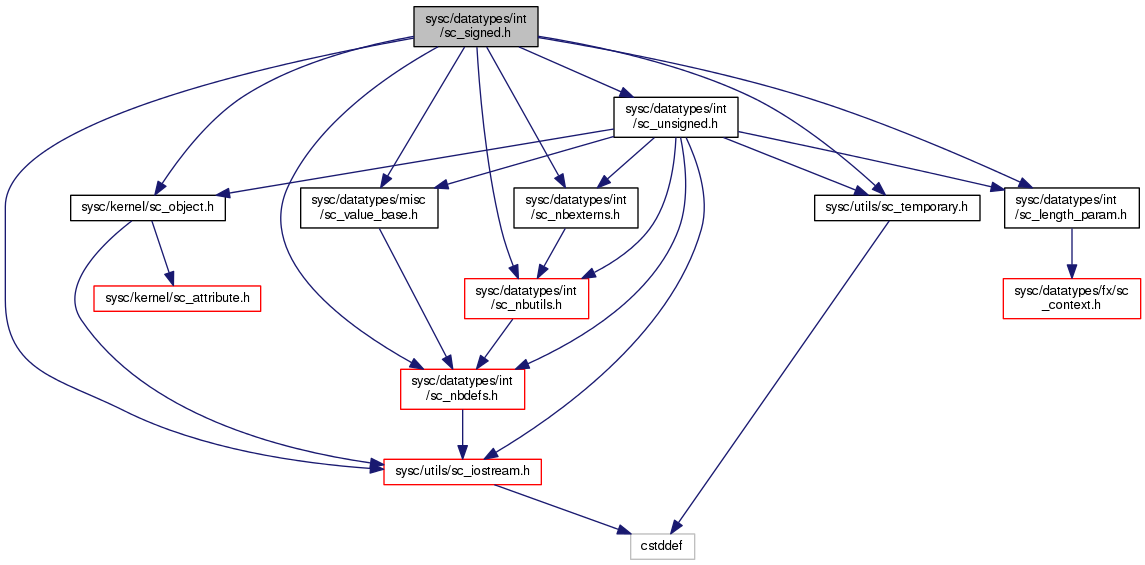 sysc/datatypes/int
/sc_signed.h
sysc/datatypes/int
/sc_unsigned.h
sysc/kernel/sc_object.h
sysc/datatypes/misc
/sc_value_base.h
sysc/datatypes/int
/sc_nbexterns.h
sysc/utils/sc_temporary.h
sysc/datatypes/int
/sc_length_param.h
sysc/kernel/sc_attribute.h
sysc/datatypes/int
/sc_nbutils.h
sysc/datatypes/fx/sc
_context.h
sysc/datatypes/int
/sc_nbdefs.h
sysc/utils/sc_iostream.h
cstddef